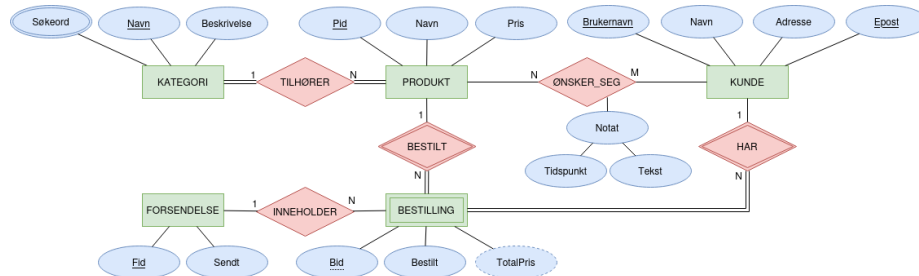 Søkeord
Navn
Beskrivelse
Pid
Navn
Pris
Brukernavn
Navn
Adresse
Epost
KATEGORI
1
TILHØRER
N
PRODUKT
N
ØNSKER_SEG
M
KUNDE
1
1
BESTILT
Notat
HAR
N
Tidspunkt
Tekst
N
FORSENDELSE
1
INNEHOLDER
N
BESTILLING
Fid
Sendt
Bid
Bestilt
TotalPris